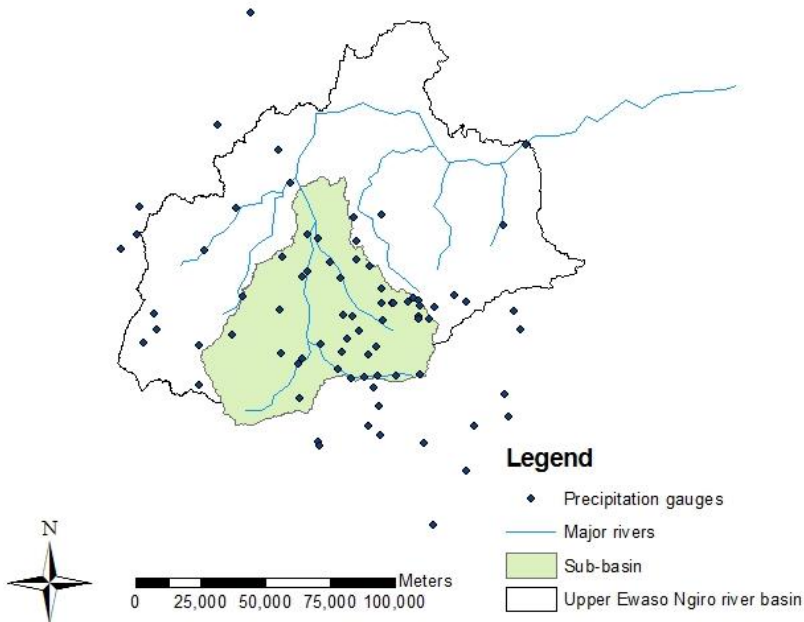 Legend
Precipitation gauges
Major rivers
Sub-basin
Upper Ewaso Ngiro river basin
N
Meters
0 25,000 50,000 75,000 100,000